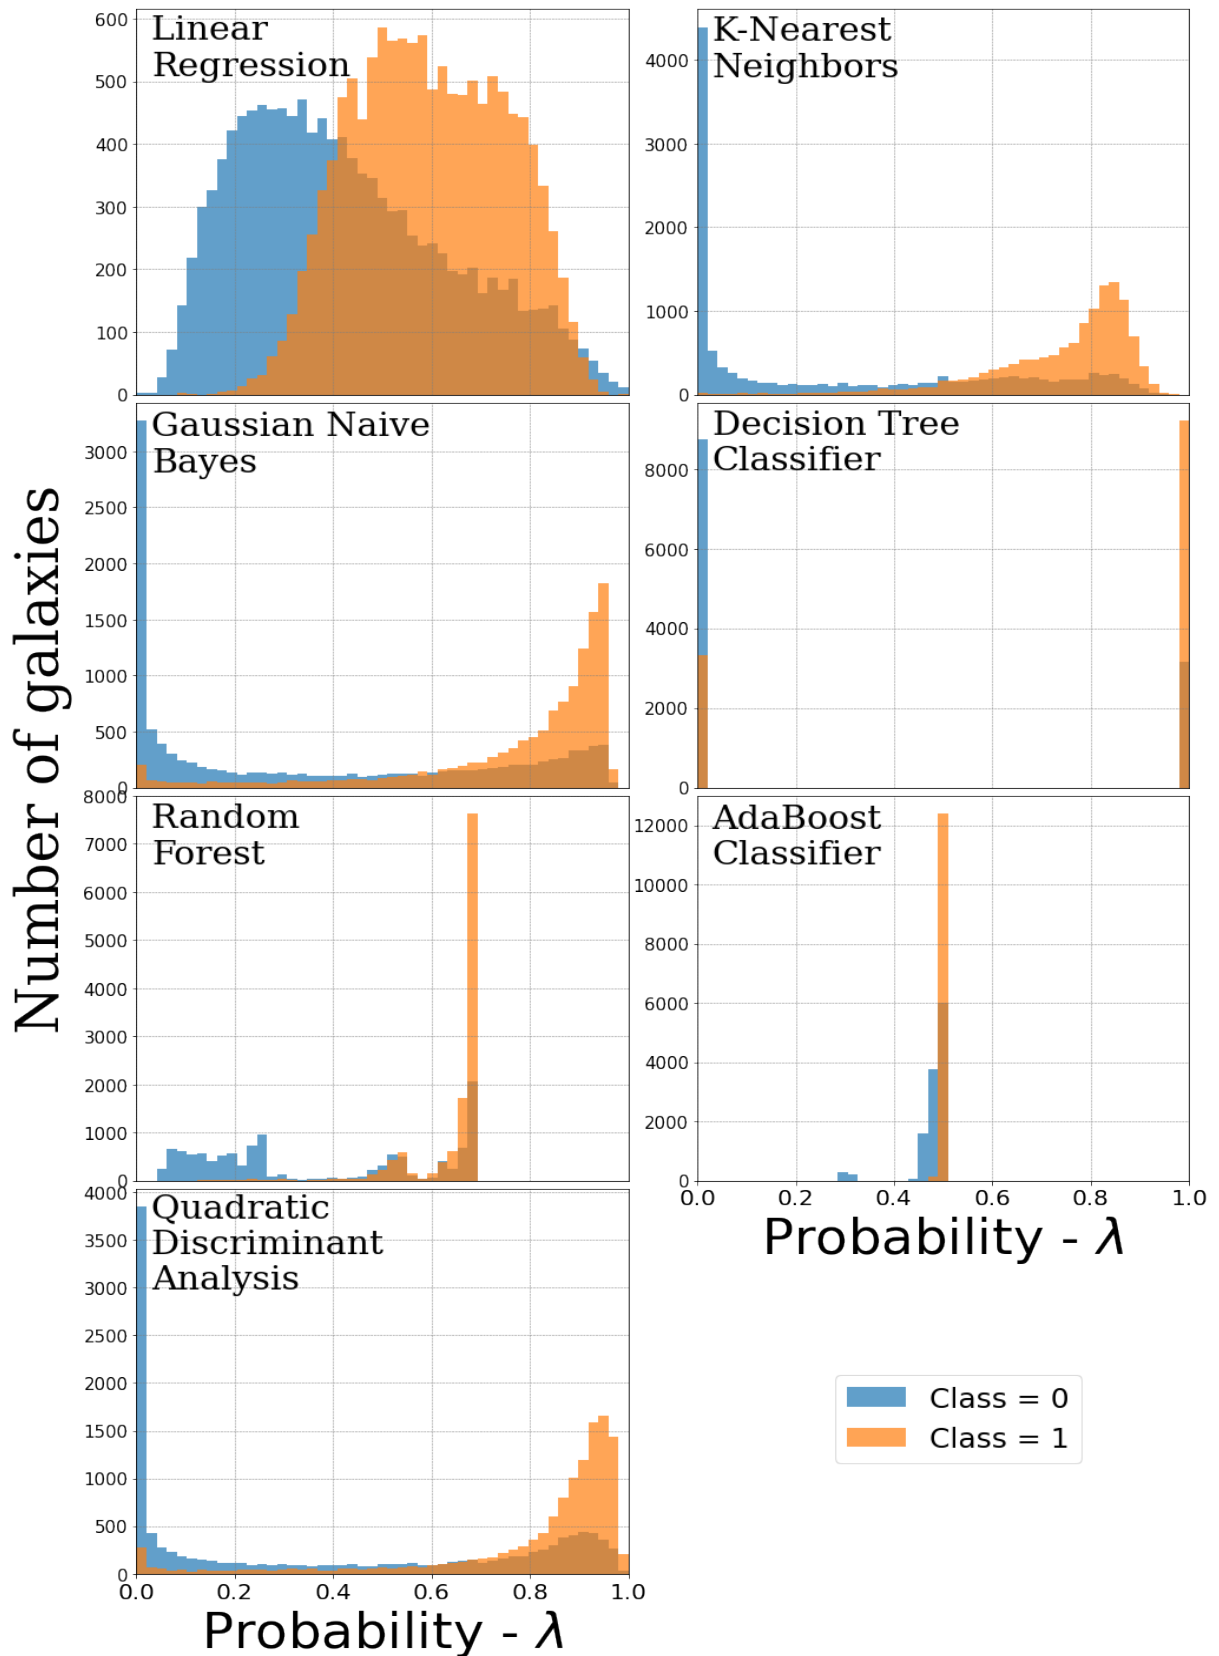 Number of galaxies
Linear
Regression
600
500
400
300
200
100
0
K-Nearest
Neighbors
4000
3000
2000
1000
0
Gaussian Naive
Bayes
3000
2500
2000
1500
1000
500
0
Decision Tree
Classifier
8000
6000
4000
2000
0
Random
Forest
8000
7000
6000
5000
4000
3000
2000
1000
0
AdaBoost
Classifier
12000
10000
8000
6000
4000
2000
0
0.0 0.2 0.4 0.6 0.8 1.0
Probability - λ
Quadratic
Discriminant
Analysis
4000
3500
3000
2500
2000
1500
1000
500
0
0.0 0.2 0.4 0.6 0.8 1.0
Probability - λ
Class = 0
Class = 1